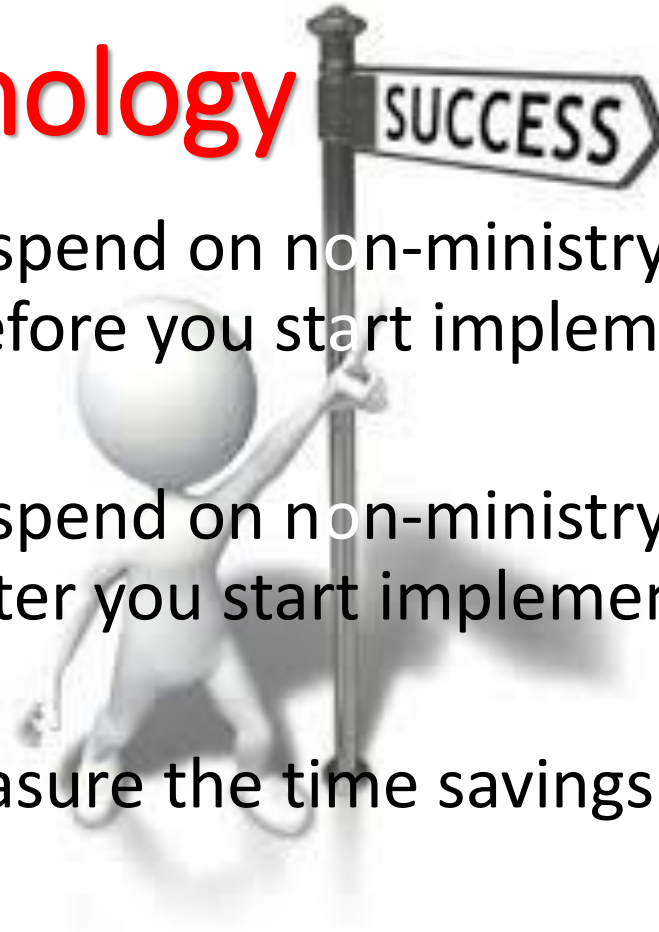 nology
SUCCESS
spend on non-ministry
efore you start implem
spend on non-ministry
ter you start implemen
asure the time savings